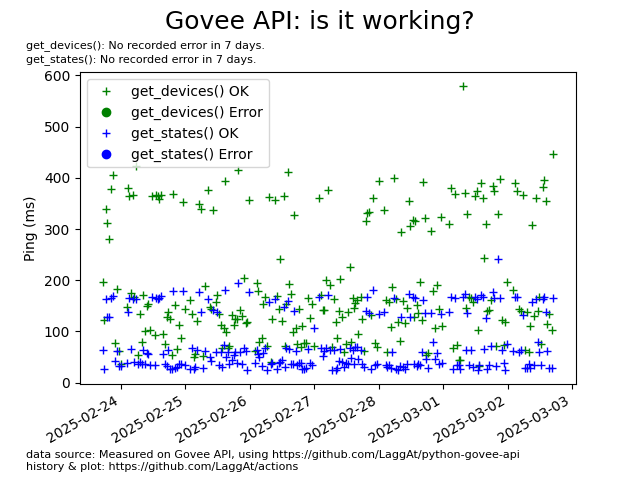 Govee API: is it working?
get_devices(): No recorded error in 7 days.
get_states(): No recorded error in 7 days.
600
500
400
300
200
100
0
Ping (ms)
get_devices() OK
get_devices() Error
get_states() OK
get_states() Error
2025-02-24
2025-02-25
2025-02-26
2025-02-27
2025-02-28
2025-03-01
2025-03-02
2025-03-03
data source: Measured on Govee API, using https://github.com/LaggAt/python-govee-api
history & plot: https://github.com/LaggAt/actions